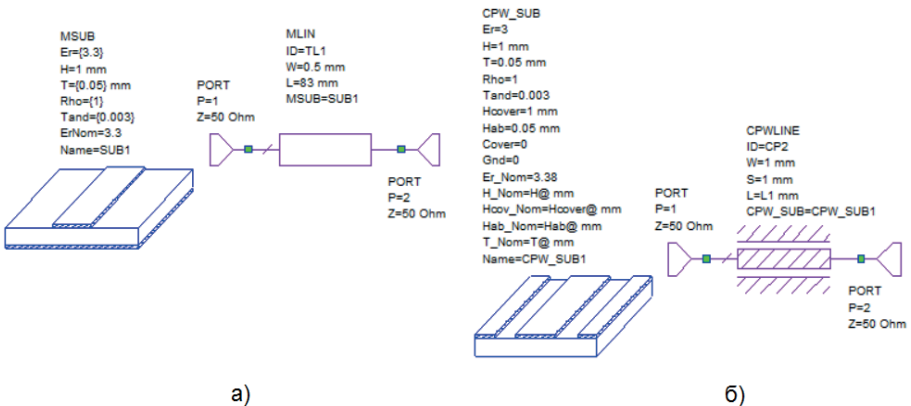 MSUB
Er={3.3}
H=1 mm
T={0.05} mm
Rho={1}
Tand={0.003}
ErNom=3.3
Name=SUB1
PORT
P=1
Z=50 Ohm
MLIN
ID=TL1
W=0.5 mm
L=83 mm
MSUB=SUB1
PORT
P=2
Z=50 Ohm
CPW_SUB
Er=3
H=1 mm
T=0.05 mm
Rho=1
Tand=0.003
Hcover=1 mm
Hab=0.05 mm
Cover=0
Gnd=0
Er_Nom=3.38
H_Nom=H@ mm
Hcov_Nom=Hcover@ mm
Hab_Nom=Hab@ mm
T_Nom=T@ mm
Name=CPW_SUB1
PORT
P=1
Z=50 Ohm
CPWLINE
ID=CP2
W=1 mm
S=1 mm
L=L1 mm
CPW_SUB=CPW_SUB1
PORT
P=2
Z=50 Ohm
а)
б)